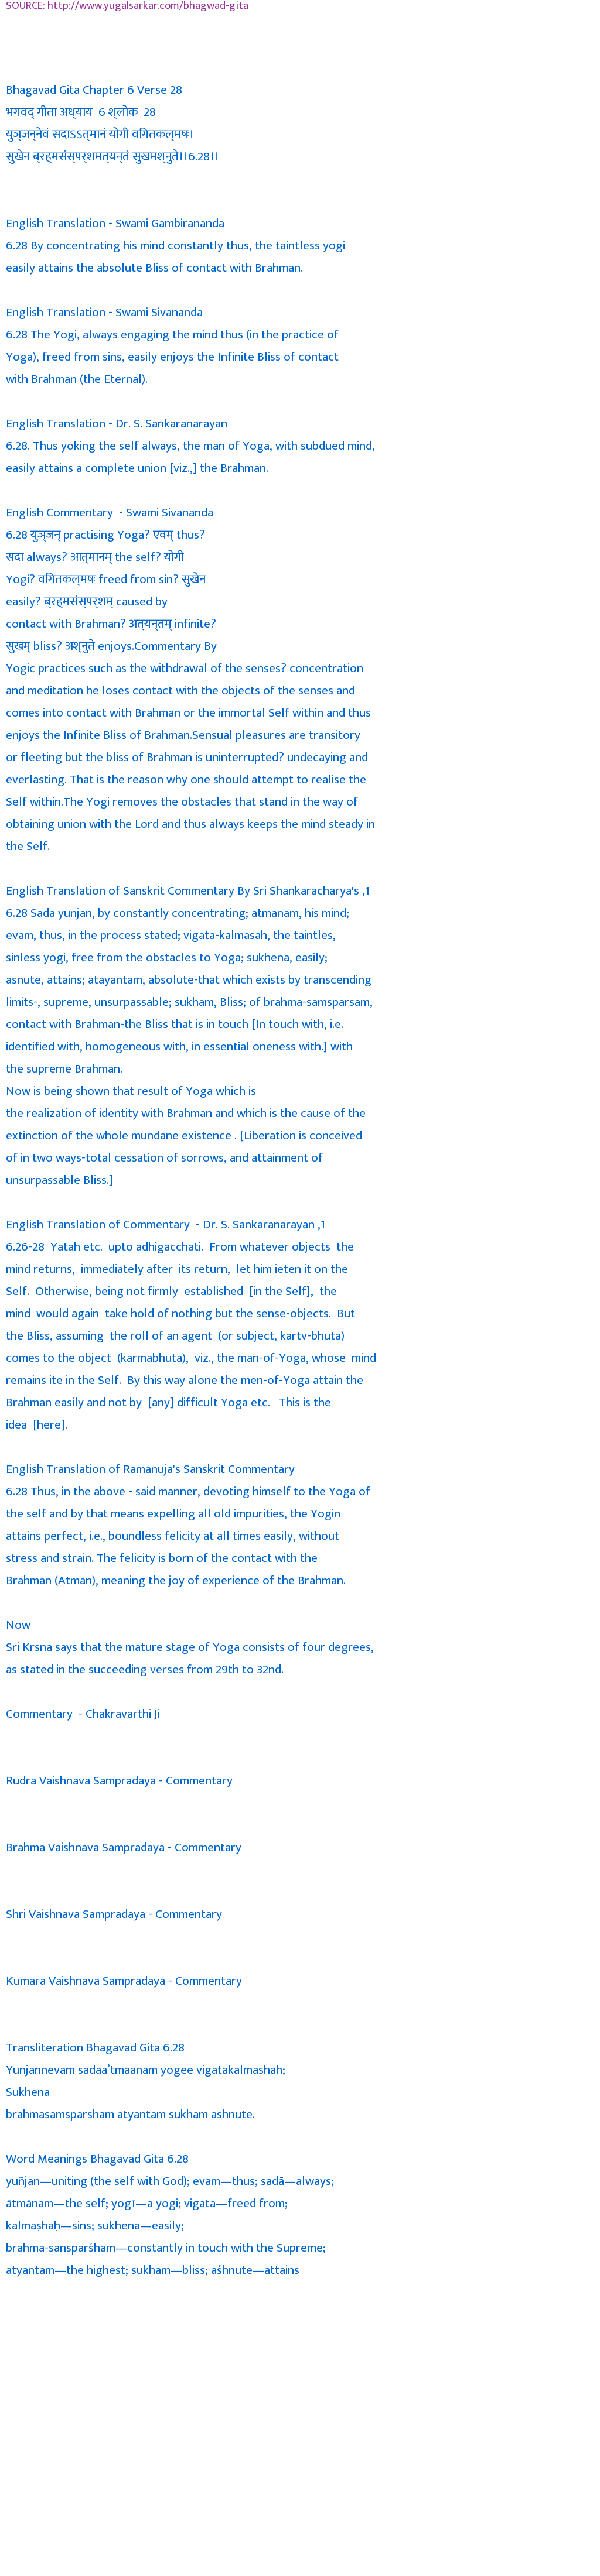 SOURCE: http://www.yugalsarkar.com/bhagwad-gita
Bhagavad Gita Chapter 6 Verse 28
भगवद् गीता अध्याय 6 श्लोक 28
युञ्जन्नेवं सदाऽऽत्मानं योगी विगतकल्मषः।
सुखेन ब्रह्मसंस्पर्शमत्यन्तं सुखमश्नुते।।6.28।।
English Translation - Swami Gambirananda
6.28 By concentrating his mind constantly thus, the taintless yogi
easily attains the absolute Bliss of contact with Brahman.
English Translation - Swami Sivananda
6.28 The Yogi, always engaging the mind thus (in the practice of
Yoga), freed from sins, easily enjoys the Infinite Bliss of contact
with Brahman (the Eternal).
English Translation - Dr. S. Sankaranarayan
6.28. Thus yoking the self always, the man of Yoga, with subdued mind,
easily attains a complete union [viz.,] the Brahman.
English Commentary - Swami Sivananda
6.28 युञ्जन् practising Yoga? एवम् thus?
सदा always? आत्मानम् the self? योगी
Yogi? विगतकल्मषः freed from sin? सुखेन
easily? ब्रह्मसंस्पर्शम् caused by
contact with Brahman? अत्यन्तम् infinite?
सुखम् bliss? अश्नुते enjoys.Commentary By
Yogic practices such as the withdrawal of the senses? concentration
and meditation he loses contact with the objects of the senses and
comes into contact with Brahman or the immortal Self within and thus
enjoys the Infinite Bliss of Brahman.Sensual pleasures are transitory
or fleeting but the bliss of Brahman is uninterrupted? undecaying and
everlasting. That is the reason why one should attempt to realise the
Self within.The Yogi removes the obstacles that stand in the way of
obtaining union with the Lord and thus always keeps the mind steady in
the Self.
English Translation of Sanskrit Commentary By Sri Shankaracharya's ,1
6.28 Sada yunjan, by constantly concentrating; atmanam, his mind;
evam, thus, in the process stated; vigata-kalmasah, the taintles,
sinless yogi, free from the obstacles to Yoga; sukhena, easily;
asnute, attains; atayantam, absolute-that which exists by transcending
limits-, supreme, unsurpassable; sukham, Bliss; of brahma-samsparsam,
contact with Brahman-the Bliss that is in touch [In touch with, i.e.
identified with, homogeneous with, in essential oneness with.] with
the supreme Brahman.
Now is being shown that result of Yoga which is
the realization of identity with Brahman and which is the cause of the
extinction of the whole mundane existence . [Liberation is conceived
of in two ways-total cessation of sorrows, and attainment of
unsurpassable Bliss.]
English Translation of Commentary - Dr. S. Sankaranarayan ,1
6.26-28 Yatah etc. upto adhigacchati. From whatever objects the
mind returns, immediately after its return, let him ieten it on the
Self. Otherwise, being not firmly established [in the Self], the
mind would again take hold of nothing but the sense-objects. But
the Bliss, assuming the roll of an agent (or subject, kartv-bhuta)
comes to the object (karmabhuta), viz., the man-of-Yoga, whose mind
remains ite in the Self. By this way alone the men-of-Yoga attain the
Brahman easily and not by [any] difficult Yoga etc. This is the
idea [here].
English Translation of Ramanuja's Sanskrit Commentary
6.28 Thus, in the above - said manner, devoting himself to the Yoga of
the self and by that means expelling all old impurities, the Yogin
attains perfect, i.e., boundless felicity at all times easily, without
stress and strain. The felicity is born of the contact with the
Brahman (Atman), meaning the joy of experience of the Brahman.
Now
Sri Krsna says that the mature stage of Yoga consists of four degrees,
as stated in the succeeding verses from 29th to 32nd.
Commentary - Chakravarthi Ji
Rudra Vaishnava Sampradaya - Commentary
Brahma Vaishnava Sampradaya - Commentary
Shri Vaishnava Sampradaya - Commentary
Kumara Vaishnava Sampradaya - Commentary
Transliteration Bhagavad Gita 6.28
Yunjannevam sadaa'tmaanam yogee vigatakalmashah;
Sukhena
brahmasamsparsham atyantam sukham ashnute.
Word Meanings Bhagavad Gita 6.28
yuñjan—uniting (the self with God); evam—thus; sadā—always;
ātmānam—the self; yogī—a yogi; vigata—freed from;
kalmaṣhaḥ—sins; sukhena—easily;
brahma-sansparśham—constantly in touch with the Supreme;
atyantam—the highest; sukham—bliss; aśhnute—attains